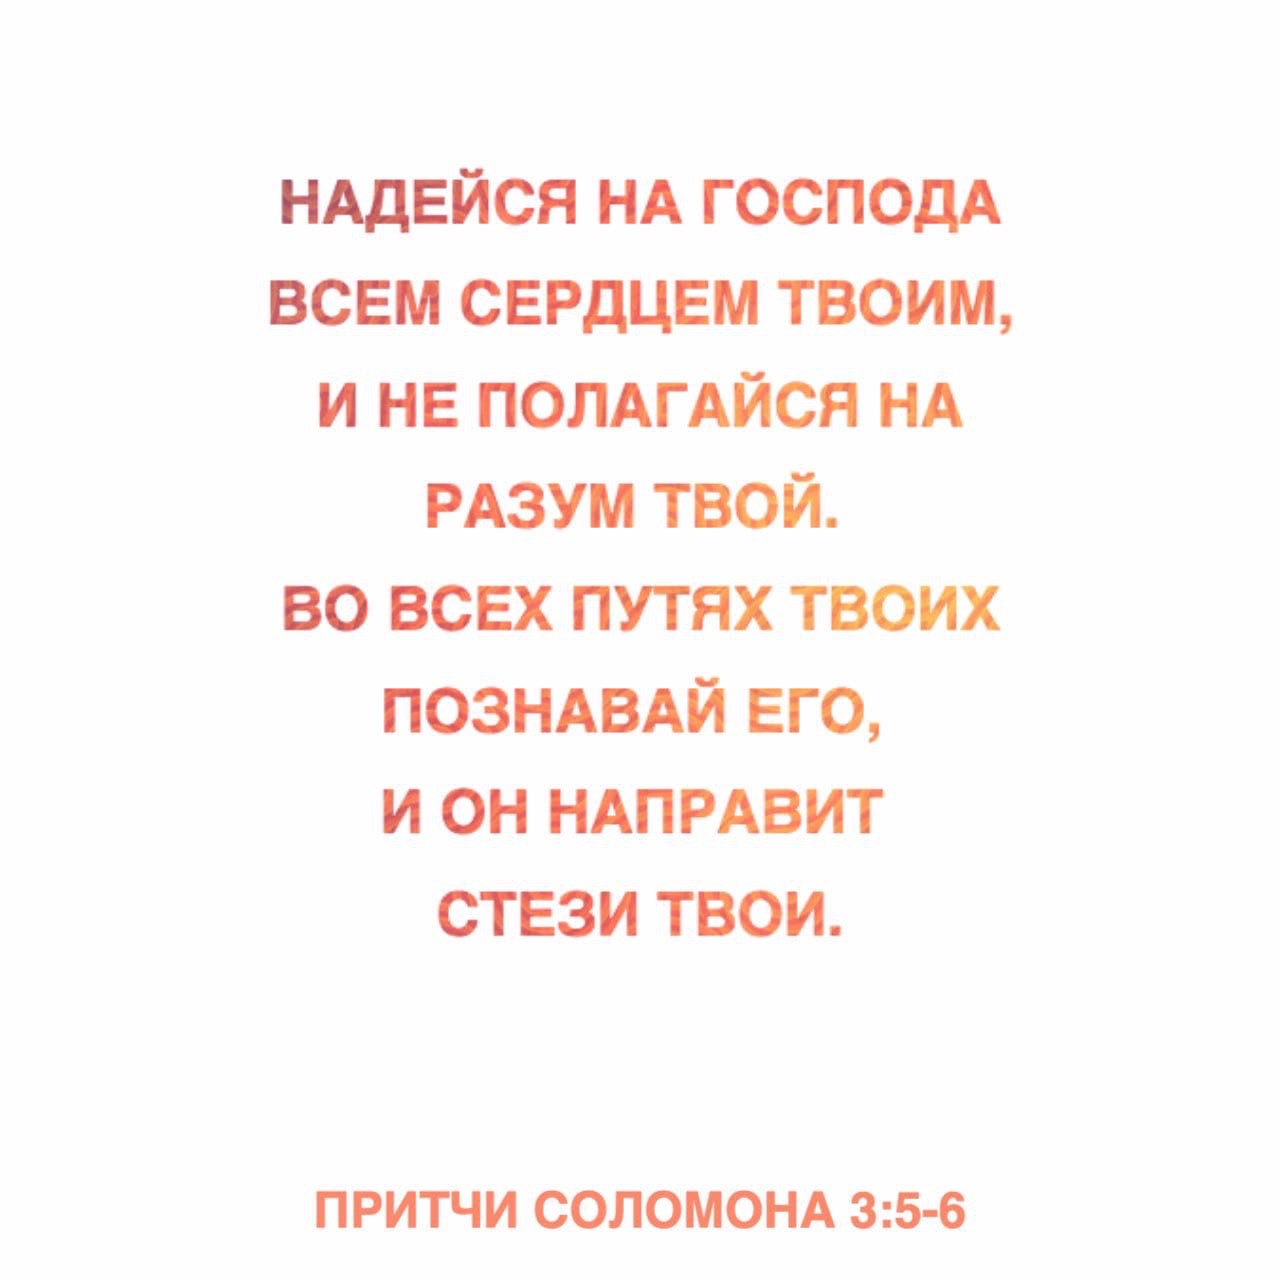 НАДЕЙСЯ НА ГОСПОДА
ВСЕМ СЕРДЦЕМ ТВОИМ,
И НЕ ПОЛАГАЙСЯ НА
РАЗУМ ТВОЙ.
ВО ВСЕХ ПУТЯХ ТВОИХ
ПОЗНАВАЙ ЕГО,
И ОН НАПРАВИТ
СТЕЗИ ТВОИ.
ПРИТЧИ СОЛОМОНА 3:5-6